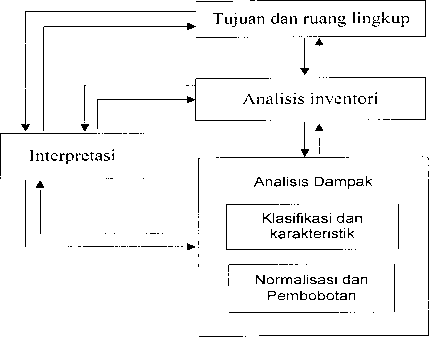 Tujuan dan ruang lingkup
Analisis inventori
Interpretasi
Analisis Dampak
Klasifikasi dan
karakteristik
Normalisasi dan
Pembobotan